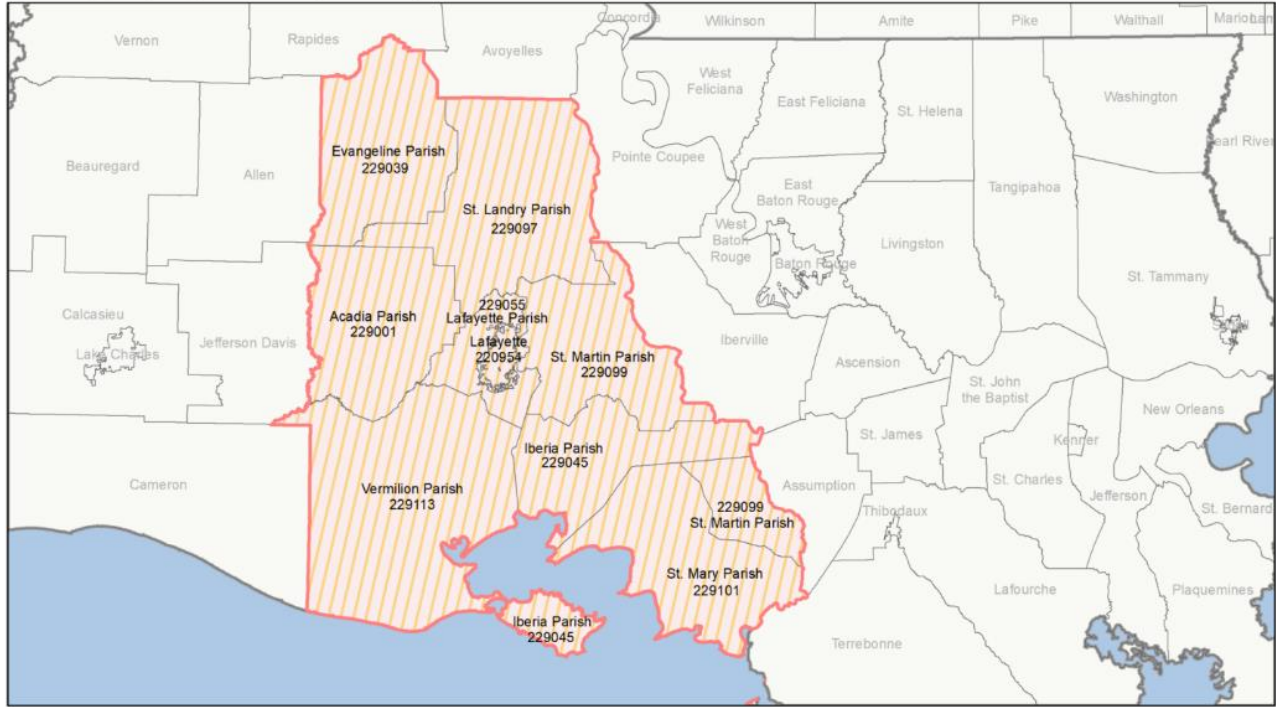 Concordia
Wilkinson
Amite
Pike
Walthall
Marion
Vernon
Rapides
Avoyelles
West
Feliciana
East Feliciana
St. Helena
Washington
Pearl River
Evangeline Parish
229039
Beauregard
Allen
Pointe Coupee
East
Baton Rouge
Tangipahoa
St. Landry Parish
229097
West
Baton
Rouge
Baton Rouge
Livingston
St. Tammany
Calcasieu
Lake Charles
Jefferson Davis
Acadia Parish
229001
229055
Lafayette Parish
Lafayette
220954
St. Martin Parish
229099
Iberville
Ascension
St. John
the Baptist
New Orleans
St. James
Kenner
Iberia Parish
229045
Cameron
Vermilion Parish
229113
Assumption
St. Charles
Jefferson
St. Bernard
229099
St. Martin Parish
Thibodaux
St. Mary Parish
229101
Lafourche
Plaquemines
Iberia Parish
229045
Terrebonne